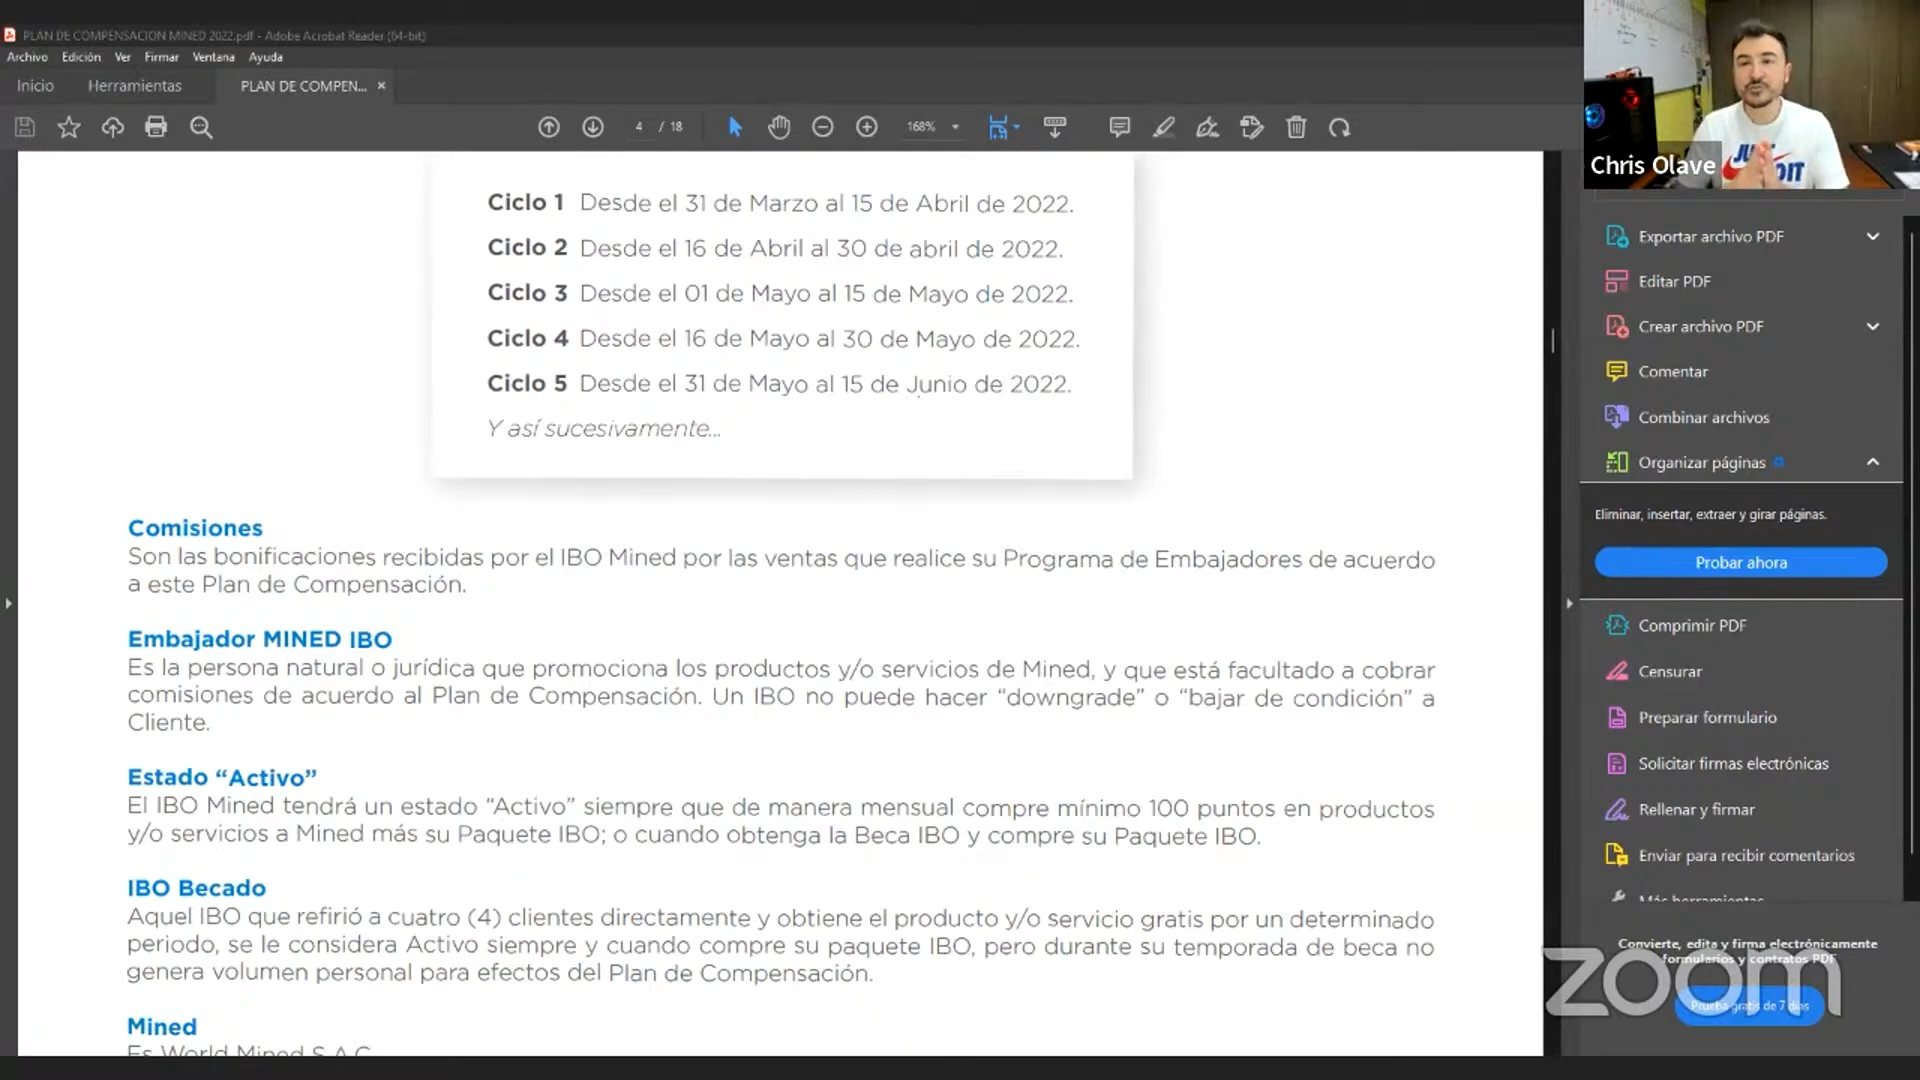 PLAN DE COMPENSACION MINED 2022.pdf - Adobe Acrobat Reader (64-bit)
Archivo Edición Ver Firmar Ventana Ayuda
Inicio Herramientas PLAN DE COMPEN... ×
4 / 18 168%
Chris Olave
Ciclo 1 Desde el 31 de Marzo al 15 de Abril de 2022.
Ciclo 2 Desde el 16 de Abril al 30 de abril de 2022.
Ciclo 3 Desde el 01 de Mayo al 15 de Mayo de 2022.
Ciclo 4 Desde el 16 de Mayo al 30 de Mayo de 2022.
Ciclo 5 Desde el 31 de Mayo al 15 de Junio de 2022.
Y así sucesivamente...
Comisiones
Son las bonificaciones recibidas por el IBO Mined por las ventas que realice su Programa de Embajadores de acuerdo
a este Plan de Compensación.
Embajador MINED IBO
Es la persona natural o jurídica que promociona los productos y/o servicios de Mined, y que está facultado a cobrar
comisiones de acuerdo al Plan de Compensación. Un IBO no puede hacer “downgrade” o “bajar de condición” a
Cliente.
Estado “Activo”
El IBO Mined tendrá un estado “Activo” siempre que de manera mensual compre mínimo 100 puntos en productos
y/o servicios a Mined más su Paquete IBO; o cuando obtenga la Beca IBO y compre su Paquete IBO.
IBO Becado
Aquel IBO que refirió a cuatro (4) clientes directamente y obtiene el producto y/o servicio gratis por un determinado
periodo, se le considera Activo siempre y cuando compre su paquete IBO, pero durante su temporada de beca no
genera volumen personal para efectos del Plan de Compensación.
Mined
Es World Mined S.A.C.
Exportar archivo PDF
Editar PDF
Crear archivo PDF
Comentar
Combinar archivos
Organizar páginas
Eliminar, insertar, extraer y girar páginas.
Probar ahora
Comprimir PDF
Censurar
Preparar formulario
Solicitar firmas electrónicas
Rellenar y firmar
Enviar para recibir comentarios
Más herramientas
Convierte, edita y firma electrónicamente
formularios y contratos PDF
Prueba gratis de 7 días
zoom